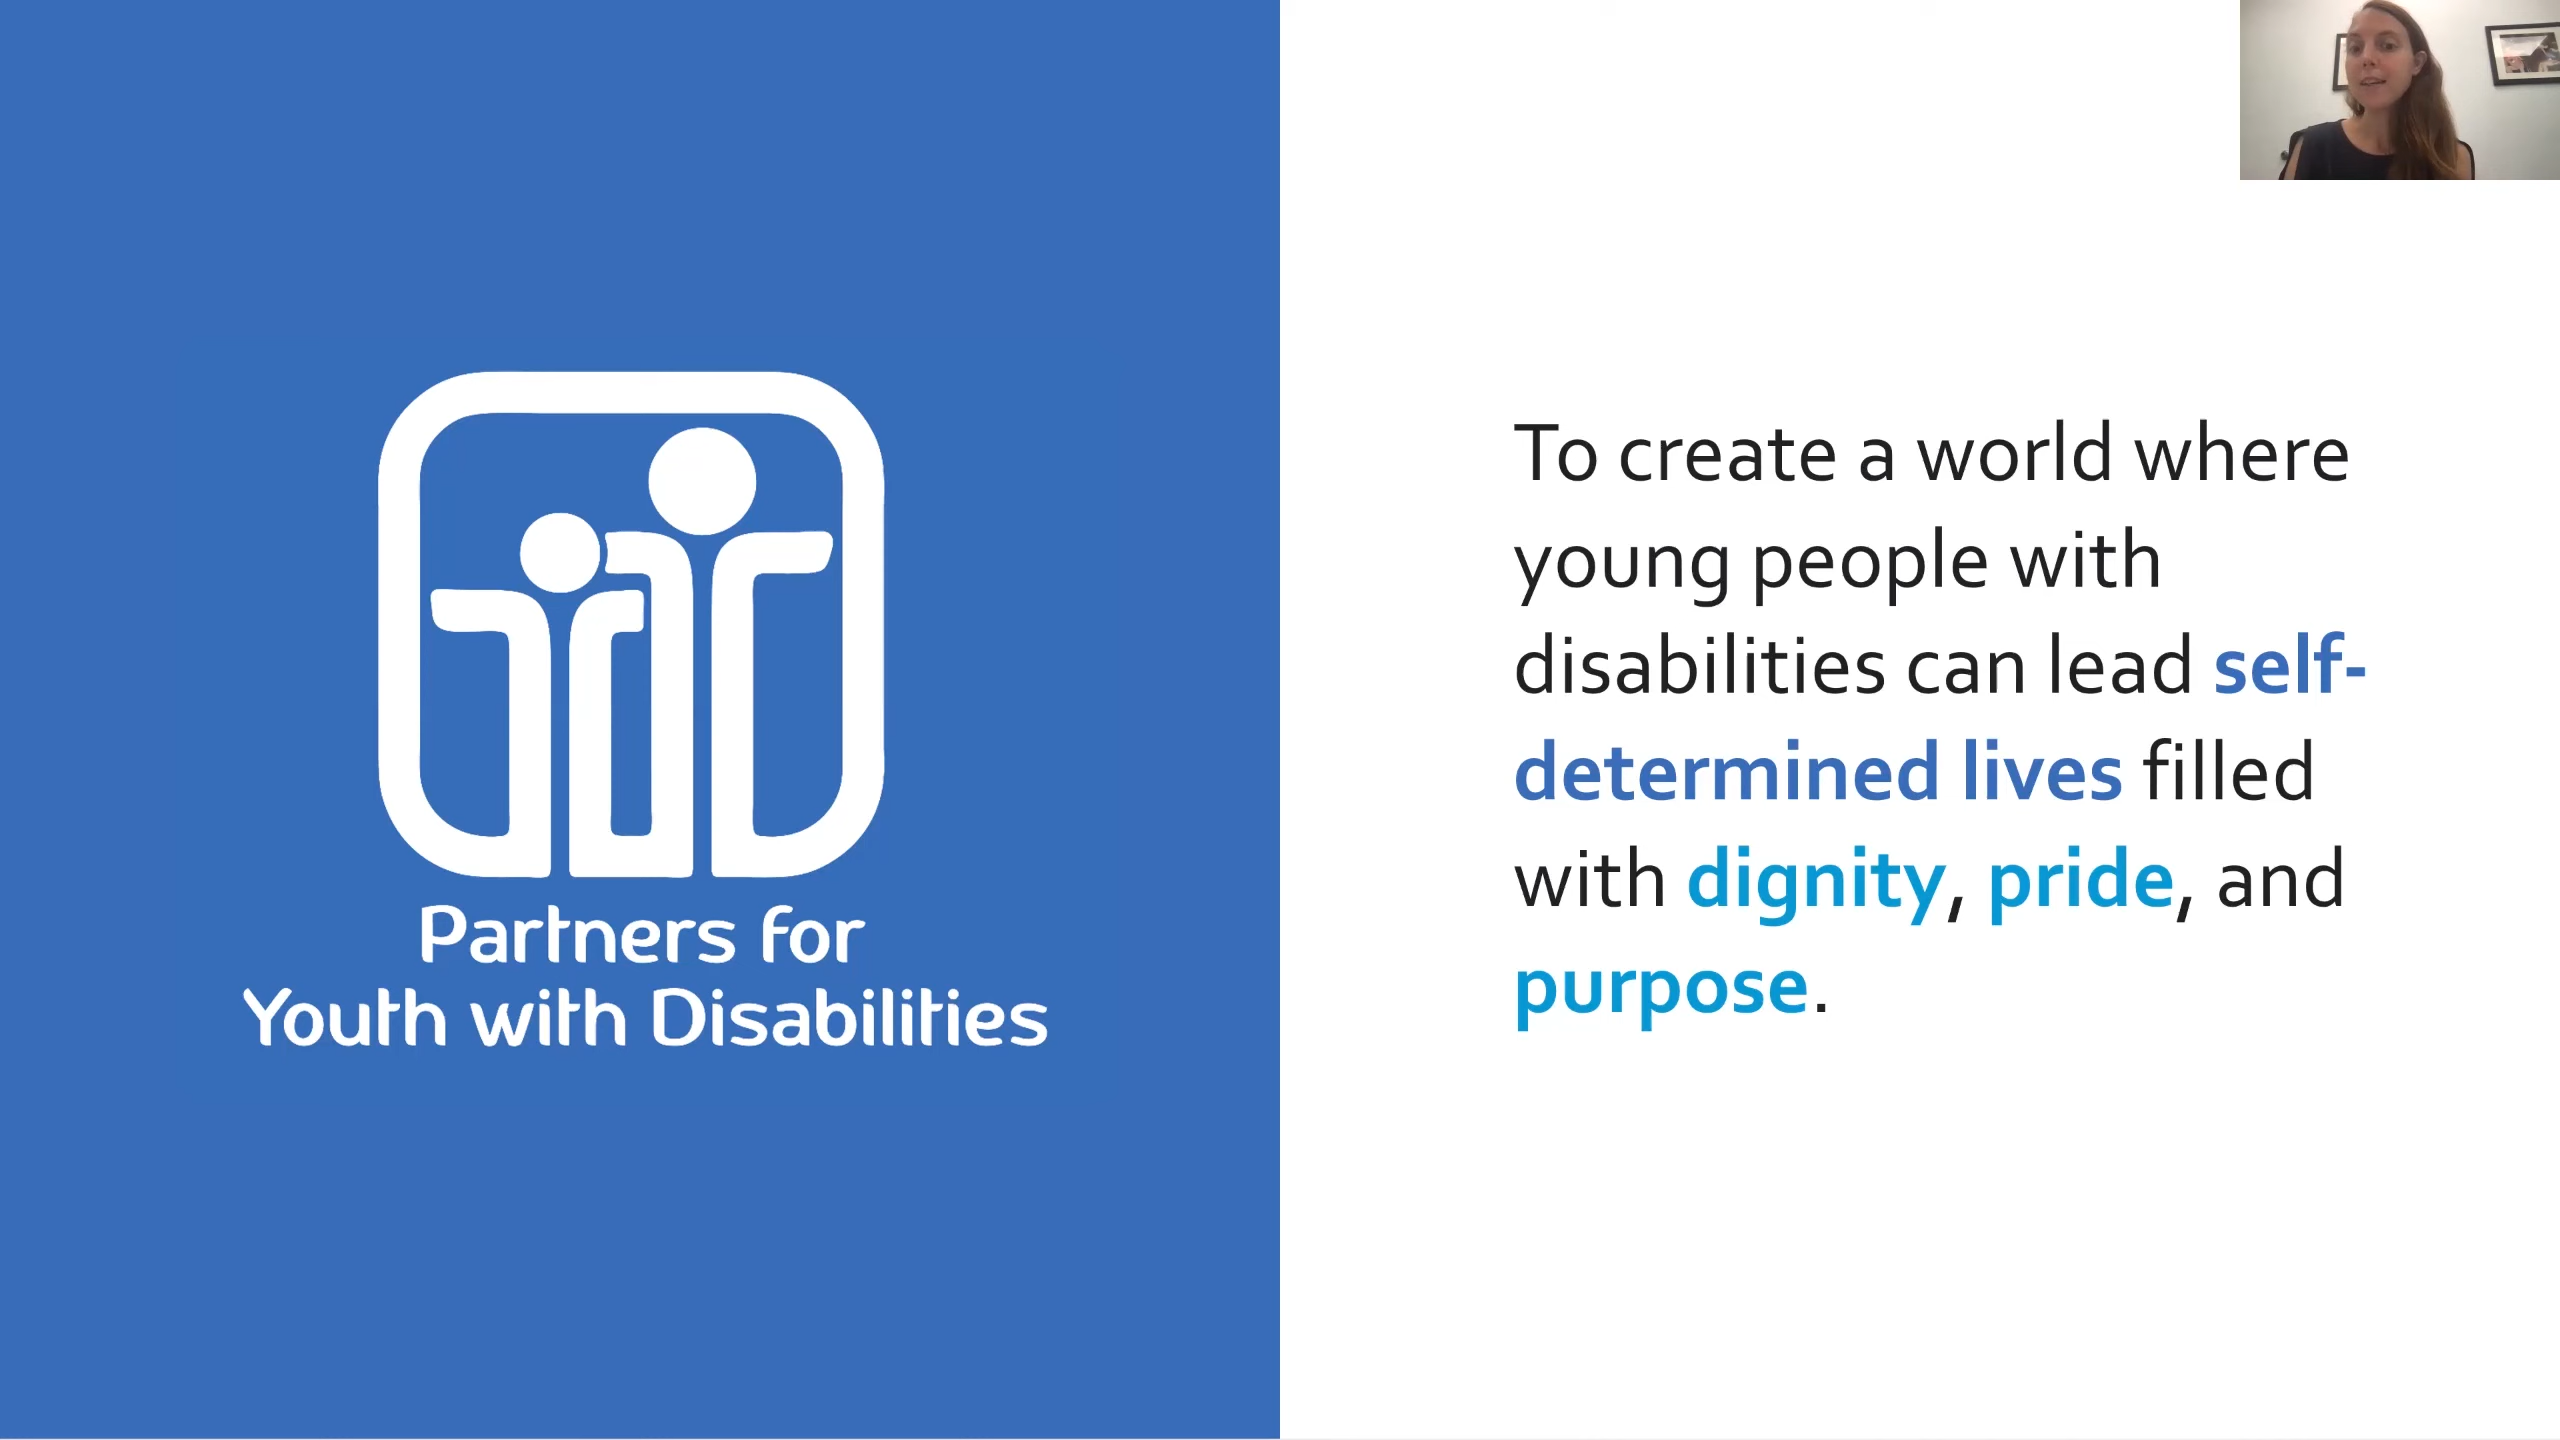 Partners for
Youth with Disabilities
To create a world where
young people with
disabilities can lead self-
determined lives filled
with dignity, pride, and
purpose.